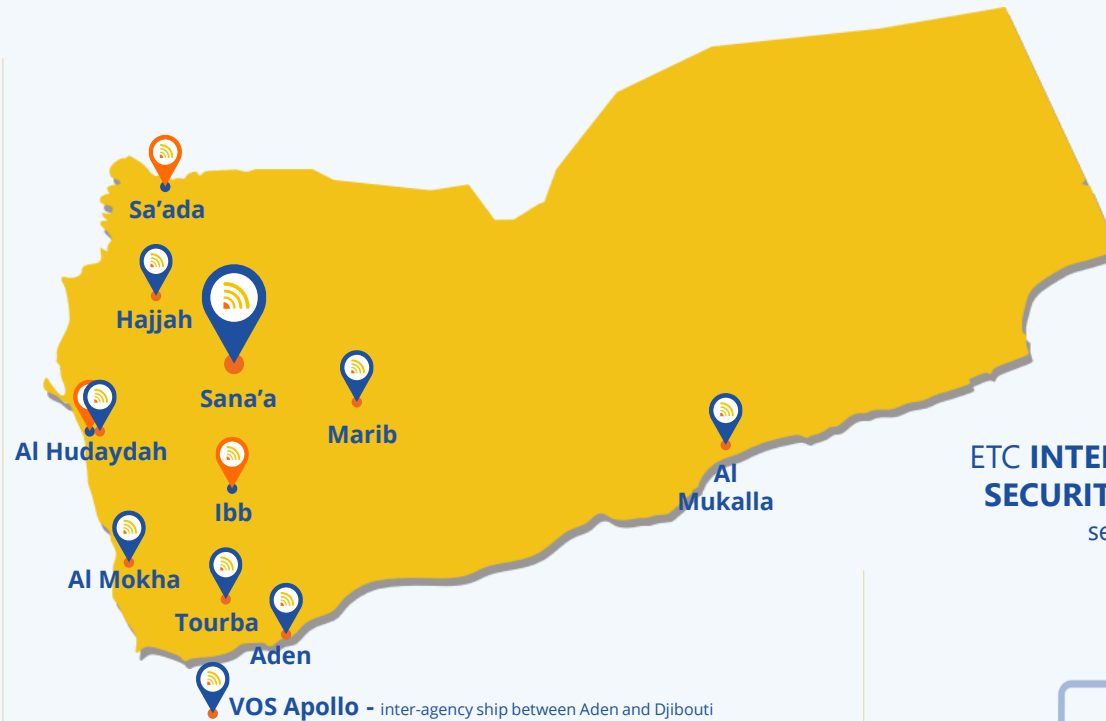 Sa’ada
Hajjah
Sana’a
Marib
Al Hudaydah
Al
Mukalla
Ibb
Al Mokha
Tourba
Aden
VOS Apollo - inter-agency ship between Aden and Djibouti
ETC